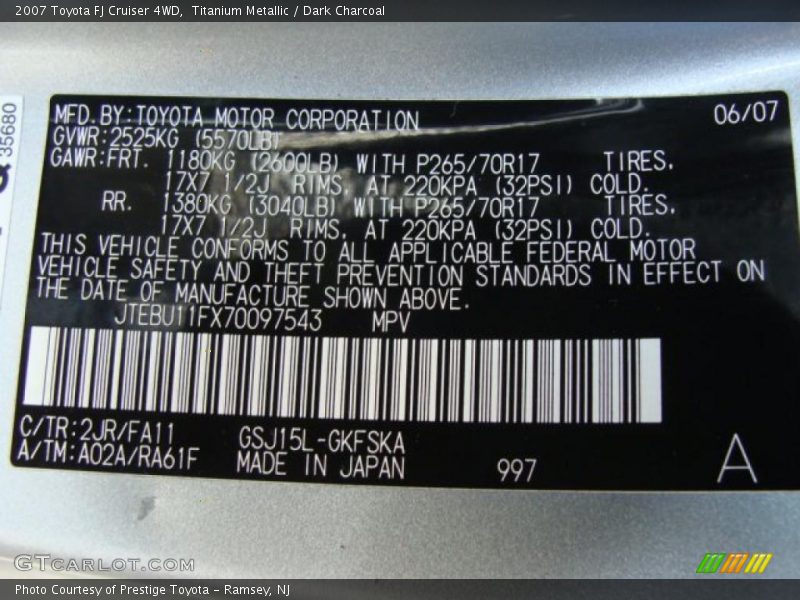 2007 Toyota FJ Cruiser 4WD, Titanium Metallic / Dark Charcoal
35680
MFD. BY: TOYOTA MOTOR CORPORATION 06/07
GVWR: 2525KG (5570LB)
GAWR: FRT. 1180KG (2600LB) WITH P265/70R17 TIRES,
17X7 1/2J RIMS, AT 220KPA (32PSI) COLD.
RR. 1380KG (3040LB) WITH P265/70R17 TIRES,
17X7 1/2J RIMS, AT 220KPA (32PSI) COLD.
THIS VEHICLE CONFORMS TO ALL APPLICABLE FEDERAL MOTOR
VEHICLE SAFETY AND THEFT PREVENTION STANDARDS IN EFFECT ON
THE DATE OF MANUFACTURE SHOWN ABOVE.
JTEBU11FX70097543 MPV
C/TR: 2JR/FA11 GSJ15L-GKFSKA
A/TM: A02A/RA61F MADE IN JAPAN 997 A
GTCARLOT.COM
Photo Courtesy of Prestige Toyota - Ramsey, NJ